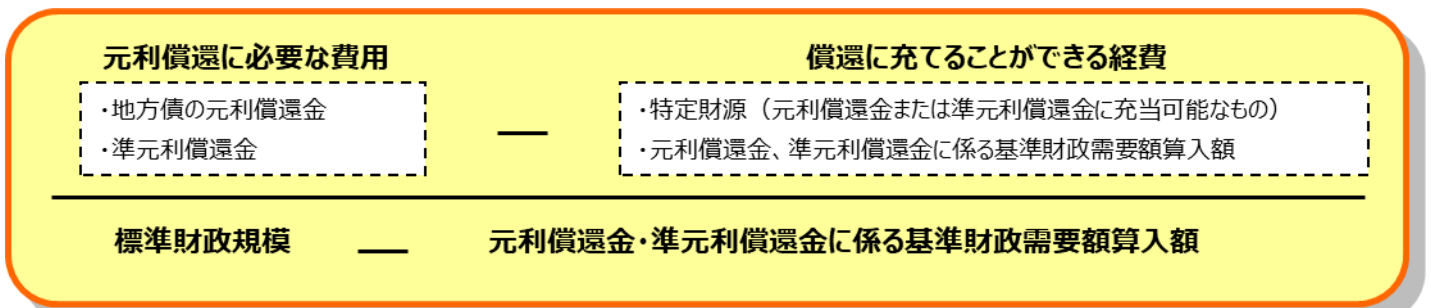 元利償還に必要な費用
償還に充てることができる経費
・地方債の元利償還金
・準元利償還金
・特定財源（元利償還金または準元利償還金に充当可能なもの）
・元利償還金、準元利償還金に係る基準財政需要額算入額
標準財政規模 ― 元利償還金・準元利償還金に係る基準財政需要額算入額